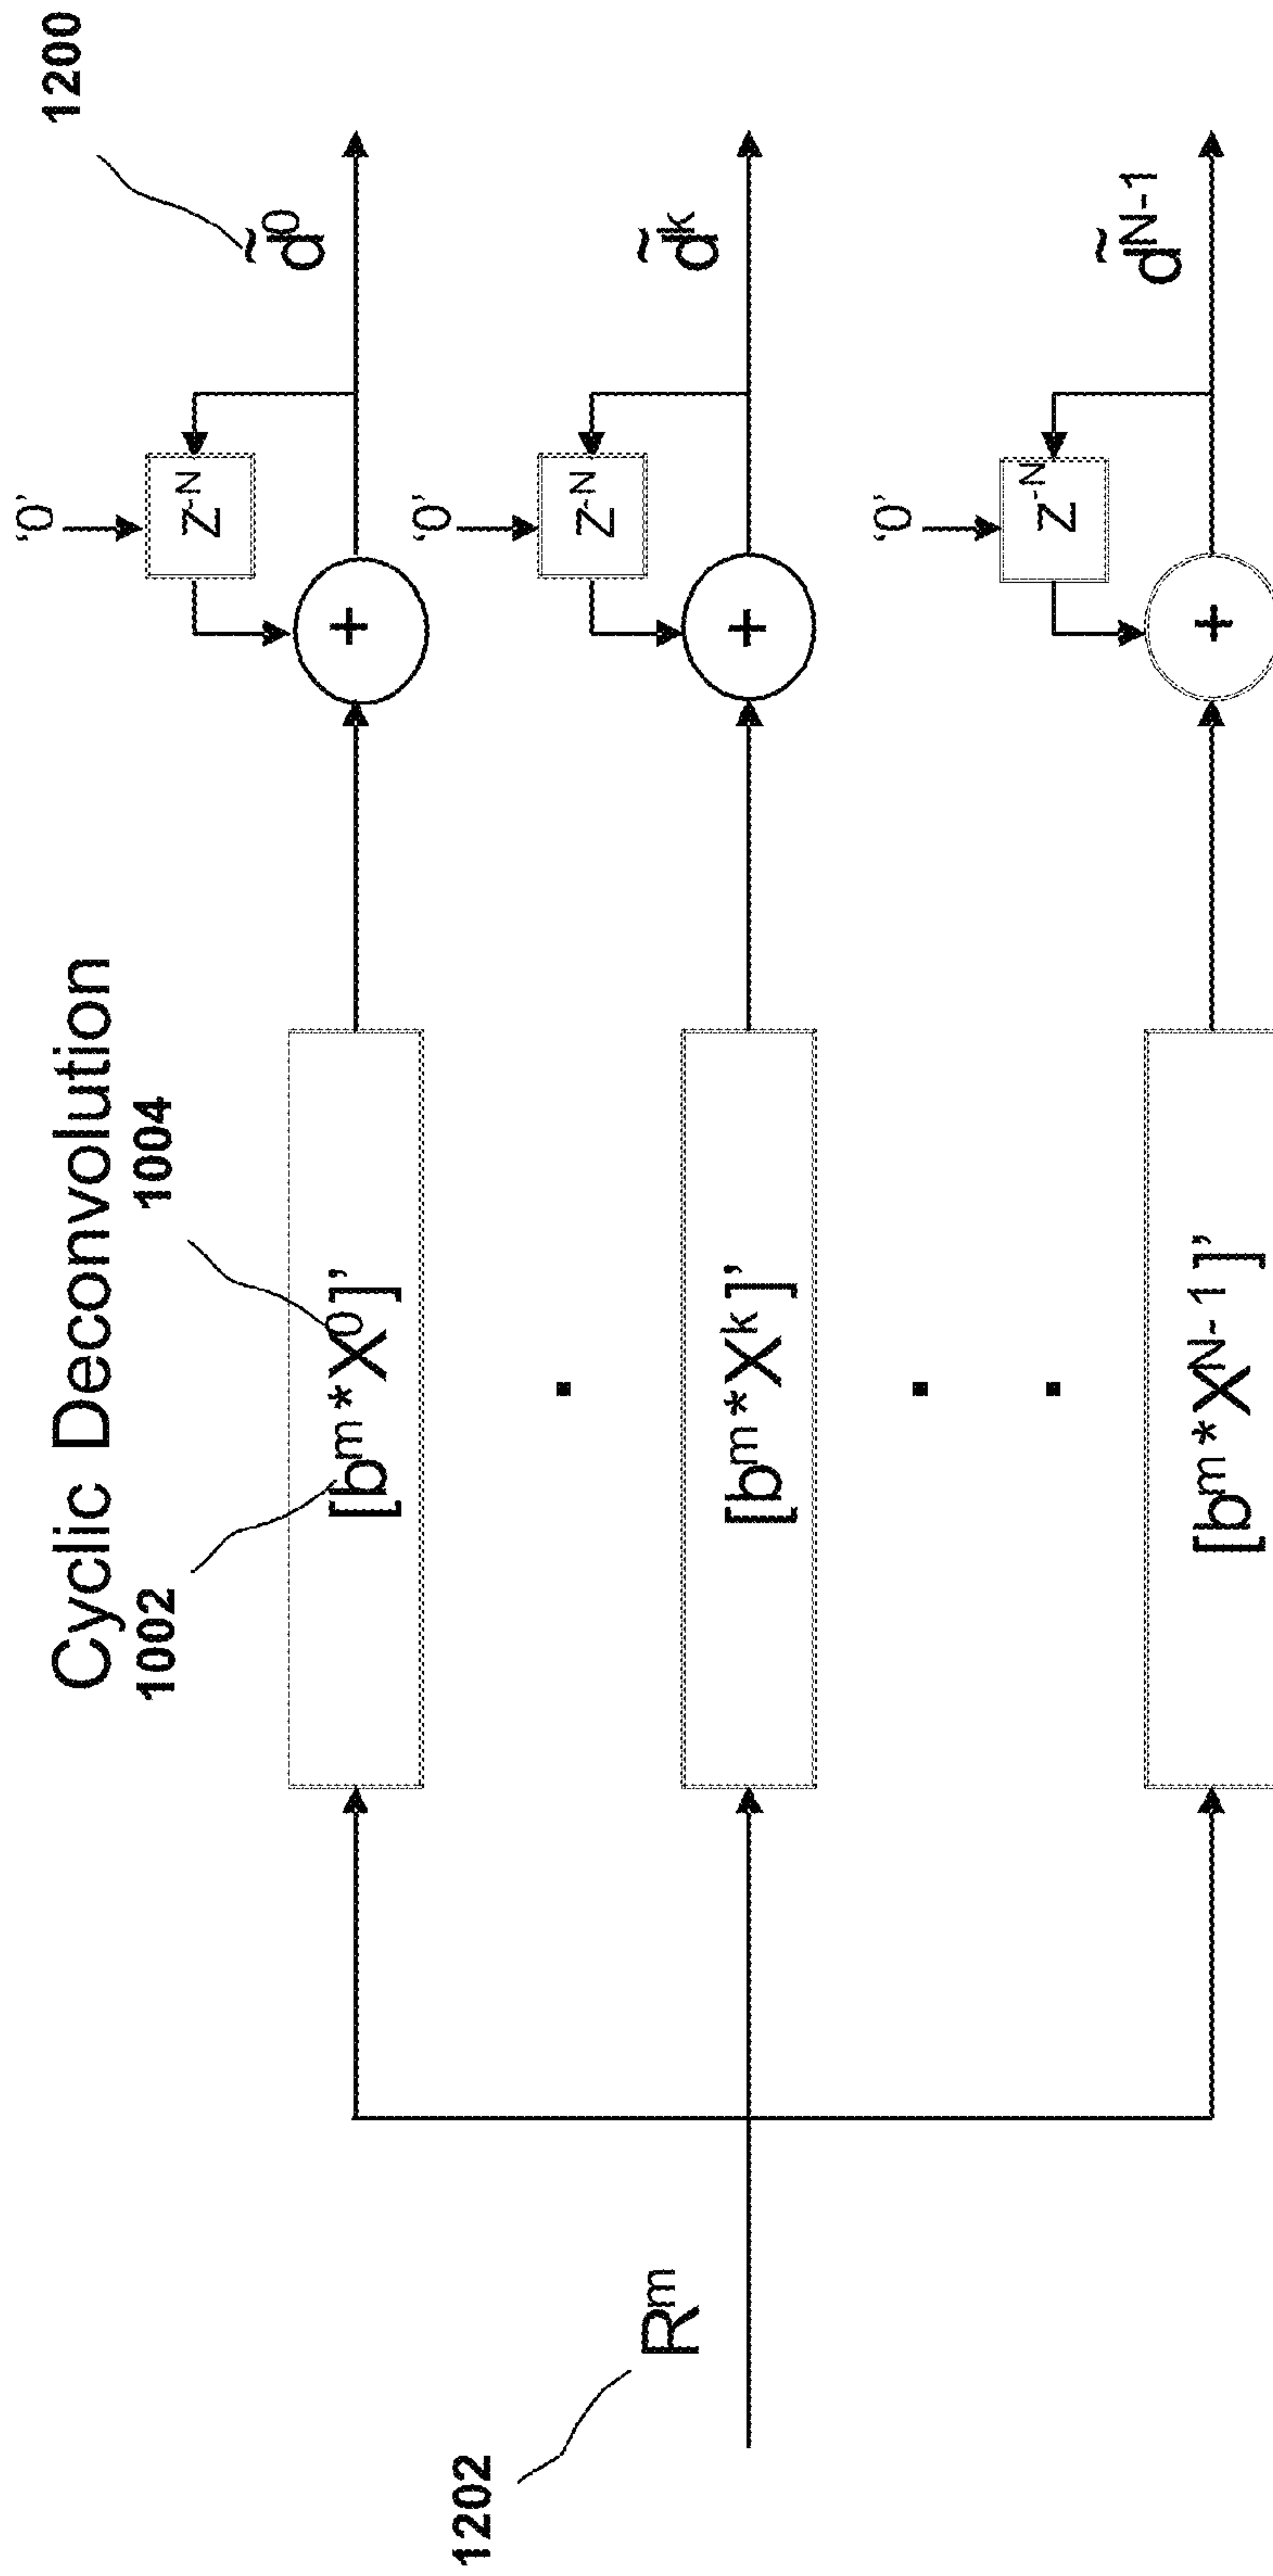 Cyclic Deconvolution
1002
1004
1200
1202
R^m
[b^m*X^0]'
'0'
Z^-N
+
d̃^0
[b^m*X^k]'
'0'
Z^-N
+
d̃^k
[b^m*X^N-1]'
'0'
Z^-N
+
d̃^N-1